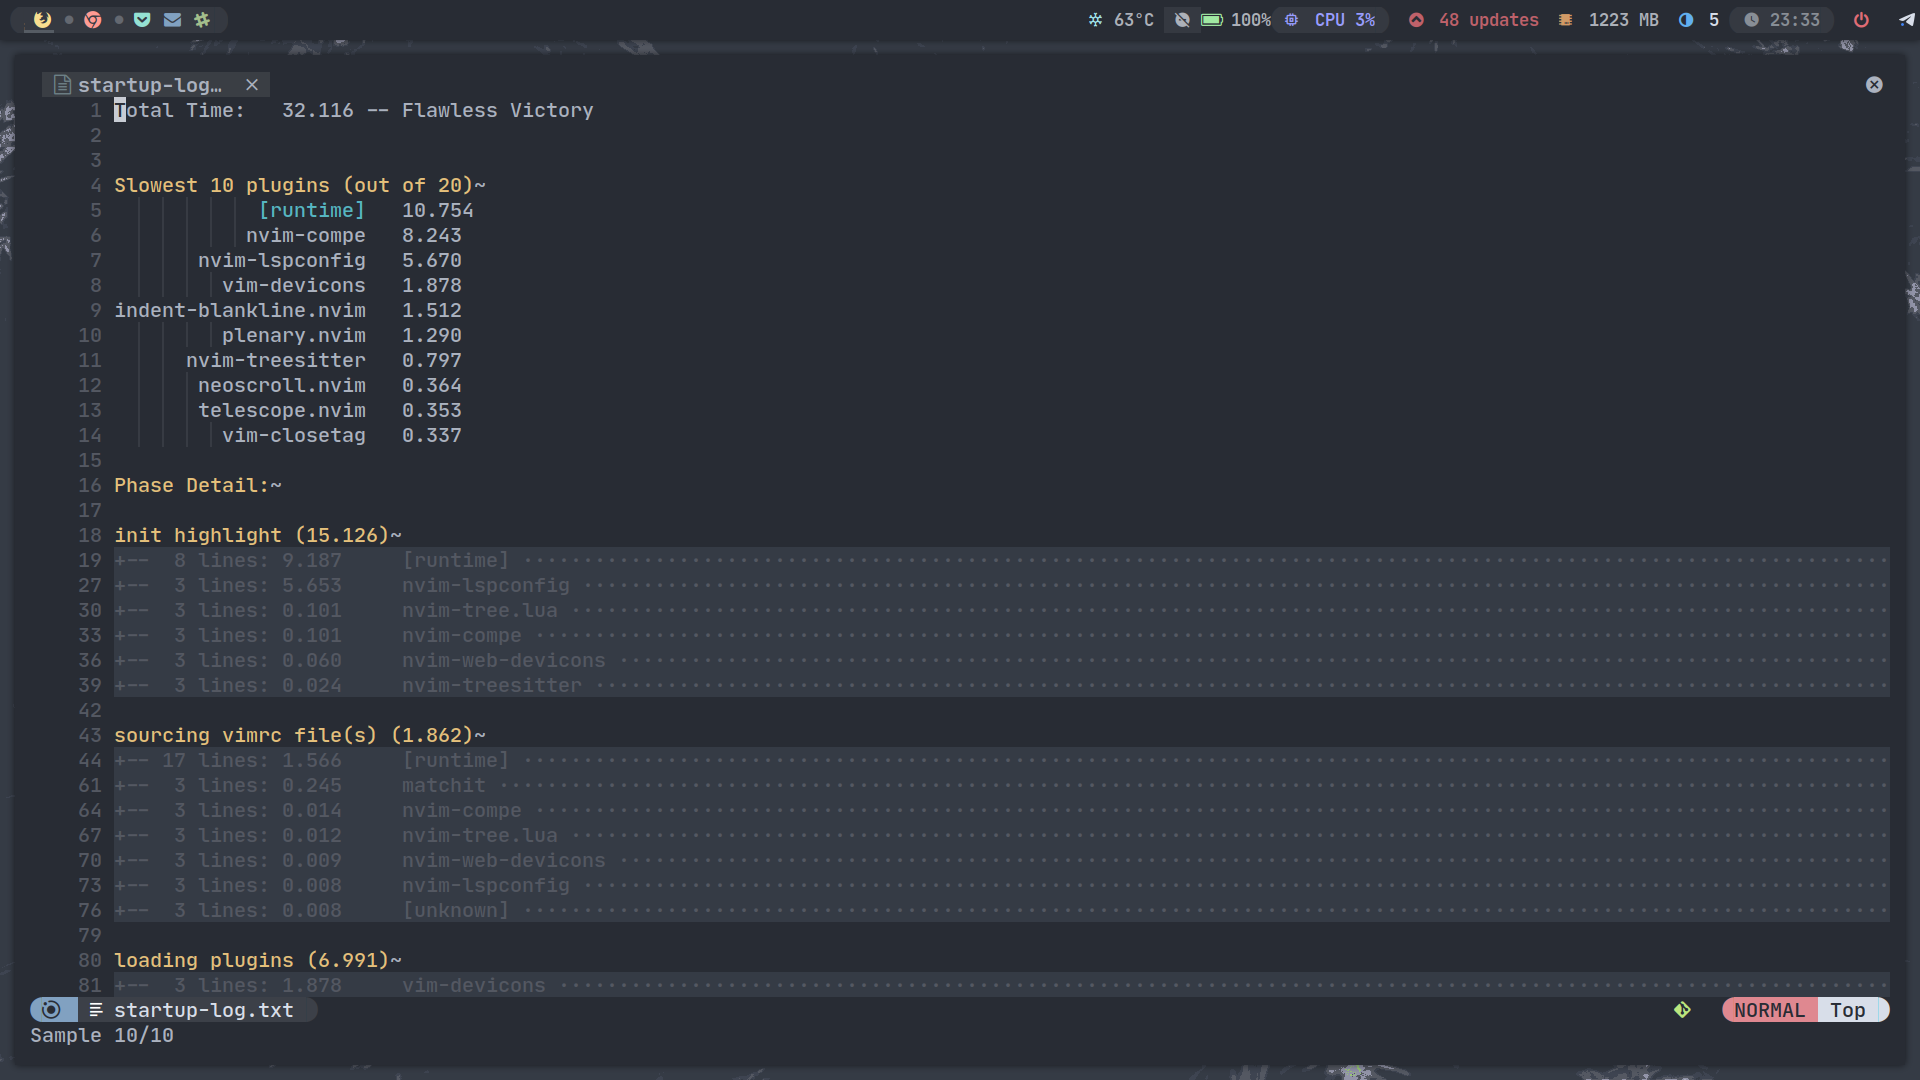 63°C 100% CPU 3% 48 updates 1223 MB 5 23:33
startup-log…
1 Total Time:   32.116 -- Flawless Victory
2
3
4 Slowest 10 plugins (out of 20)~
5 [runtime]   10.754
6 nvim-compe   8.243
7 nvim-lspconfig   5.670
8 vim-devicons   1.878
9 indent-blankline.nvim   1.512
10 plenary.nvim   1.290
11 nvim-treesitter   0.797
12 neoscroll.nvim   0.364
13 telescope.nvim   0.353
14 vim-closetag   0.337
15
16 Phase Detail:~
17
18 init highlight (15.126)~
19 +--  8 lines: 9.187     [runtime] ····
27 +--  3 lines: 5.653     nvim-lspconfig ····
30 +--  3 lines: 0.101     nvim-tree.lua ····
33 +--  3 lines: 0.101     nvim-compe ····
36 +--  3 lines: 0.060     nvim-web-devicons ····
39 +--  3 lines: 0.024     nvim-treesitter ····
42
43 sourcing vimrc file(s) (1.862)~
44 +-- 17 lines: 1.566     [runtime] ····
61 +--  3 lines: 0.245     matchit ····
64 +--  3 lines: 0.014     nvim-compe ····
67 +--  3 lines: 0.012     nvim-tree.lua ····
70 +--  3 lines: 0.009     nvim-web-devicons ····
73 +--  3 lines: 0.008     nvim-lspconfig ····
76 +--  3 lines: 0.008     [unknown] ····
79
80 loading plugins (6.991)~
81 +--  3 lines: 1.878     vim-devicons ····
startup-log.txt NORMAL Top
Sample 10/10